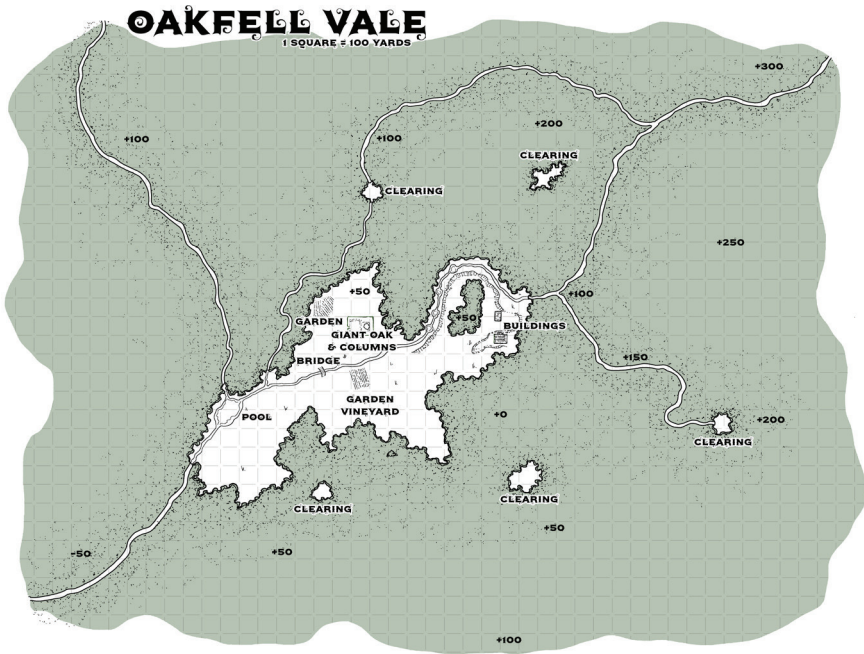 OAKFELL VALE
1 SQUARE = 100 YARDS
+300
+100
+100
+200
CLEARING
CLEARING
+250
+50
+100
GARDEN
GIANT OAK
& COLUMNS
+50
BUILDINGS
BRIDGE
+150
GARDEN
VINEYARD
POOL
+0
+200
CLEARING
CLEARING
CLEARING
+50
-50
+50
+100